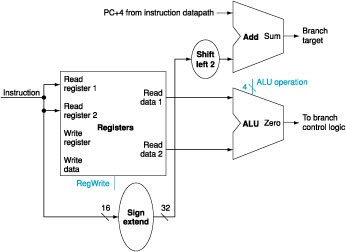 PC+4 from instruction datapath
Add Sum
Branch
target
Shift
left 2
ALU operation
4
Instruction
Read
register 1
Read
register 2
Write
register
Write
data
Registers
Read
data 1
Read
data 2
ALU Zero
To branch
control logic
RegWrite
16
Sign
extend
32